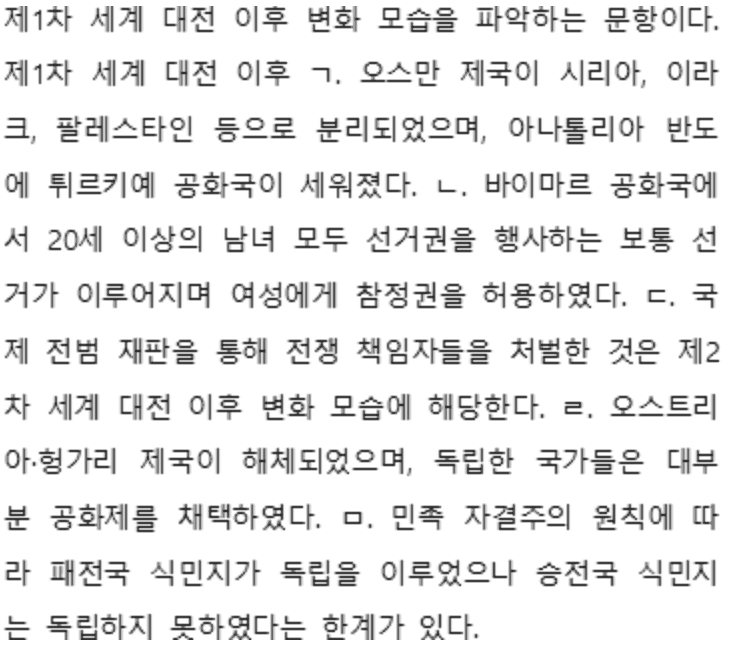 제1차 세계 대전 이후 변화 모습을 파악하는 문항이다.
제1차 세계 대전 이후 ㄱ. 오스만 제국이 시리아, 이라
크, 팔레스타인 등으로 분리되었으며, 아나톨리아 반도
에 튀르키예 공화국이 세워졌다. ㄴ. 바이마르 공화국에
서 20세 이상의 남녀 모두 선거권을 행사하는 보통 선
거가 이루어지며 여성에게 참정권을 허용하였다. ㄷ. 국
제 전범 재판을 통해 전쟁 책임자들을 처벌한 것은 제2
차 세계 대전 이후 변화 모습에 해당한다. ㄹ. 오스트리
아·헝가리 제국이 해체되었으며, 독립한 국가들은 대부
분 공화제를 채택하였다. ㅁ. 민족 자결주의 원칙에 따
라 패전국 식민지가 독립을 이루었으나 승전국 식민지
는 독립하지 못하였다는 한계가 있다.